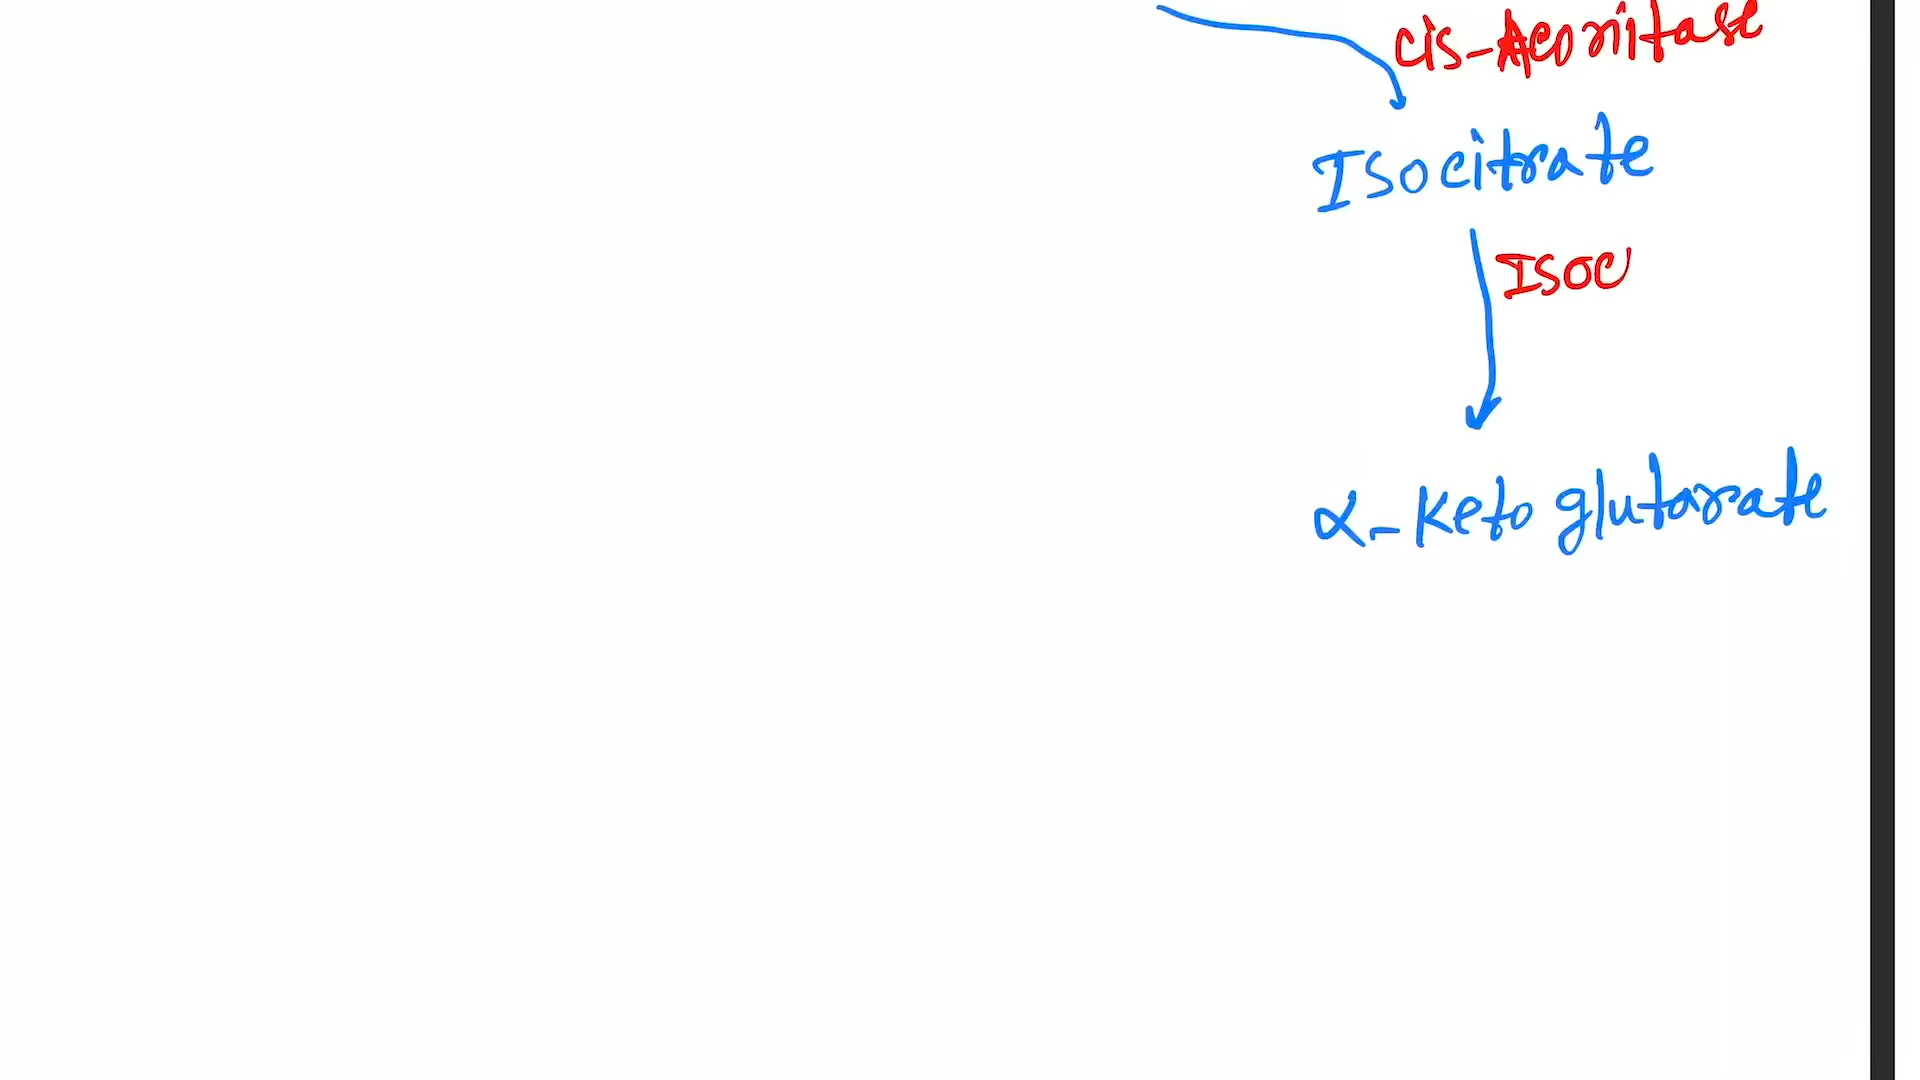 cis-Aconitase
Isocitrate
Isoc
α-Keto glutarate